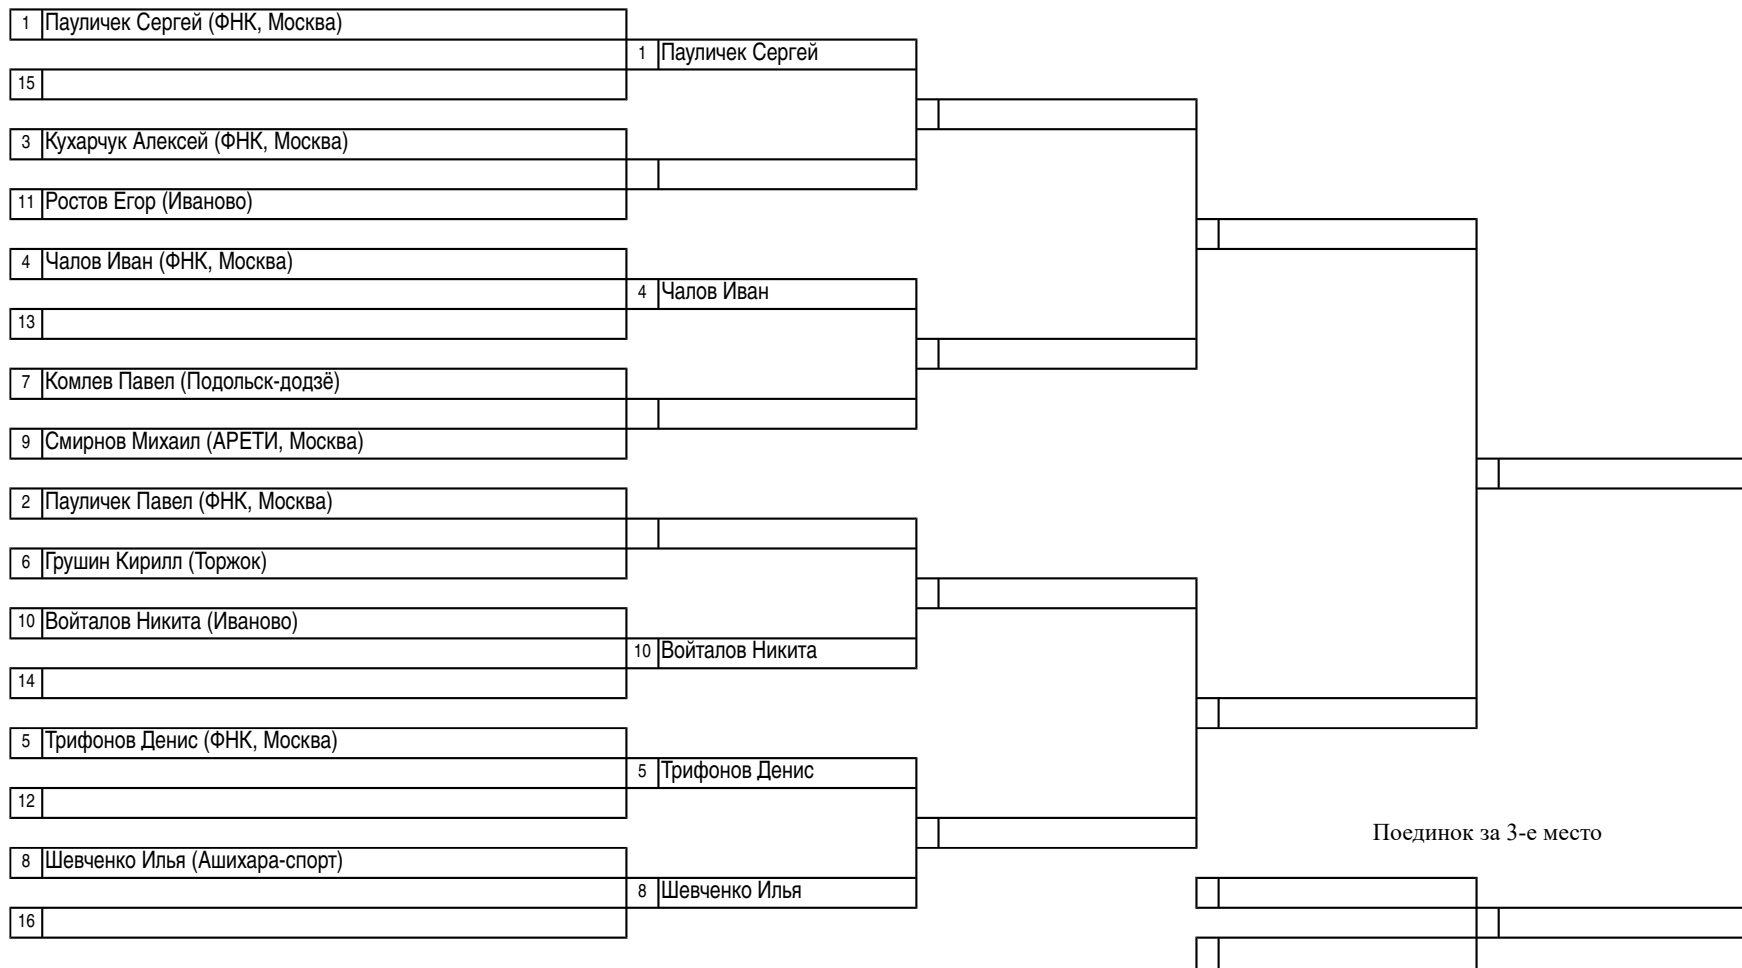 1 Пауличек Сергей (ФНК, Москва)
1 Пауличек Сергей
15
3 Кухарчук Алексей (ФНК, Москва)
11 Ростов Егор (Иваново)
4 Чалов Иван (ФНК, Москва)
4 Чалов Иван
13
7 Комлев Павел (Подольск-додзё)
9 Смирнов Михаил (АРЕТИ, Москва)
2 Пауличек Павел (ФНК, Москва)
6 Грушин Кирилл (Торжок)
10 Войталов Никита (Иваново)
10 Войталов Никита
14
5 Трифонов Денис (ФНК, Москва)
5 Трифонов Денис
12
Поединок за 3-е место
8 Шевченко Илья (Ашихара-спорт)
8 Шевченко Илья
16